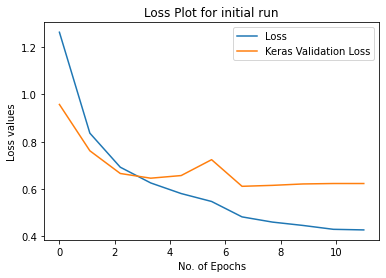 Loss Plot for initial run
Loss
Keras Validation Loss
Loss values
1.2
1.0
0.8
0.6
0.4
0
2
4
6
8
10
No. of Epochs